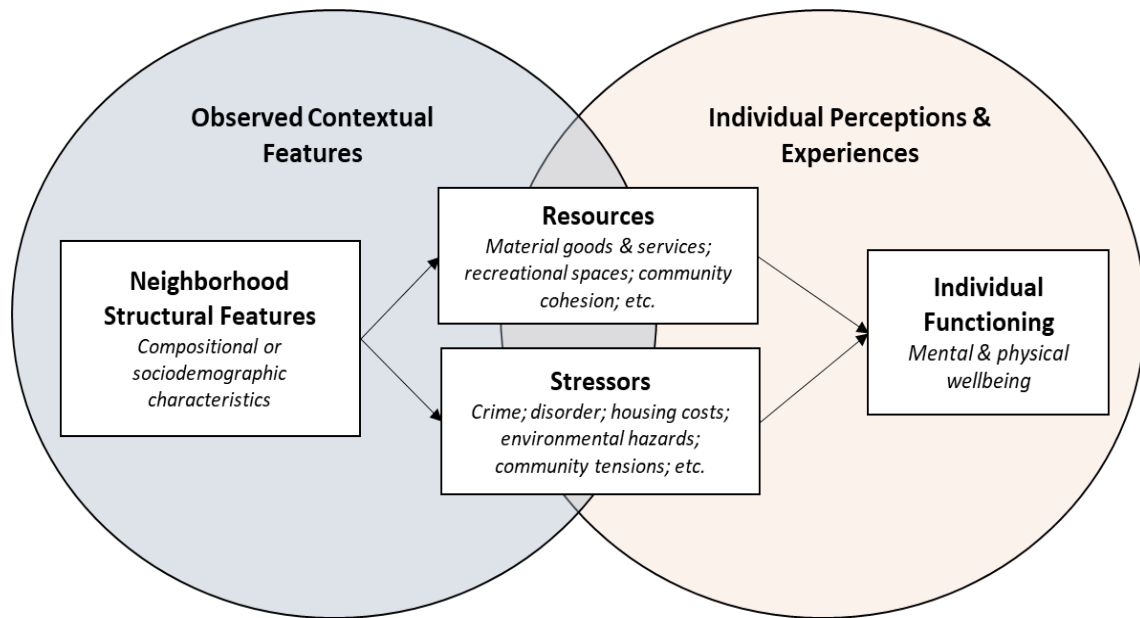 Observed Contextual
Features
Individual Perceptions &
Experiences
Neighborhood
Structural Features
Compositional or
sociodemographic
characteristics
Resources
Material goods & services;
recreational spaces; community
cohesion; etc.
Stressors
Crime; disorder; housing costs;
environmental hazards;
community tensions; etc.
Individual
Functioning
Mental & physical
wellbeing